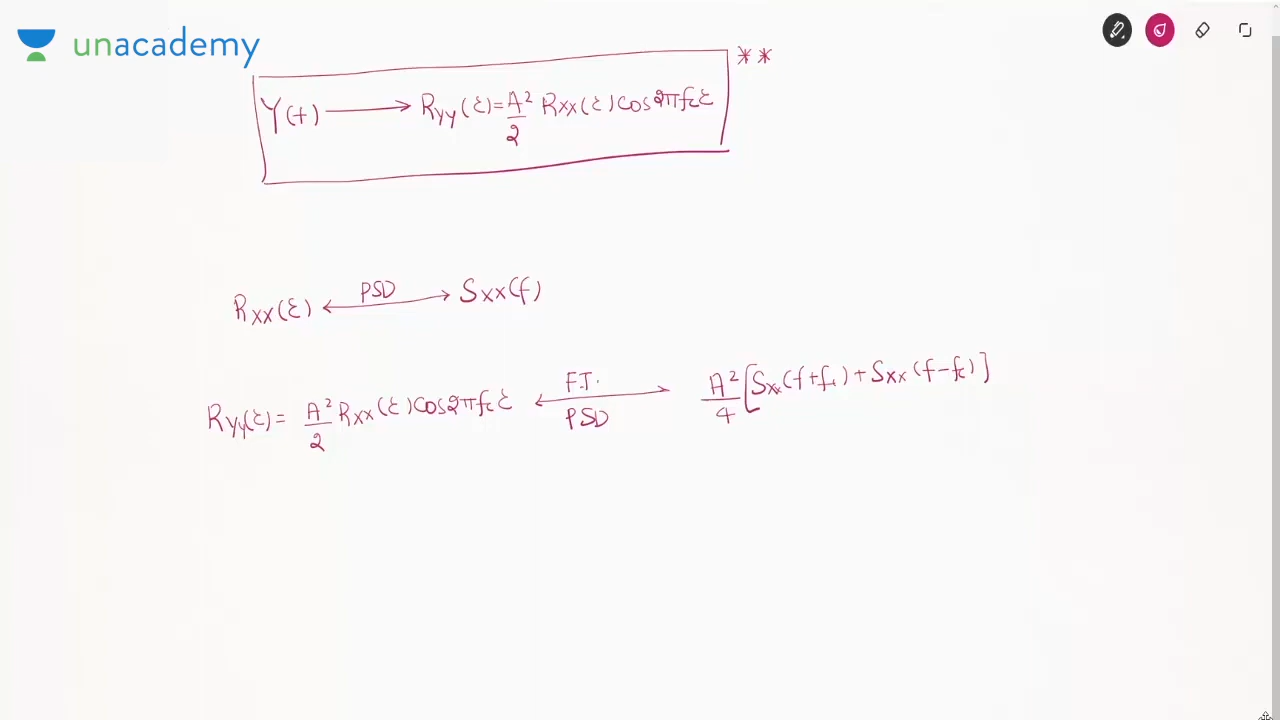 unacademy
Y(t) → Ryy(τ) = A²/2 Rxx(τ) cos2πfcτ **
Rxx(τ) ←PSD→ Sxx(f)
Ryy(τ) = A²/2 Rxx(τ) cos2πfcτ ←F.T. PSD→ A²/4 [Sxx(f+fc) + Sxx(f-fc)]